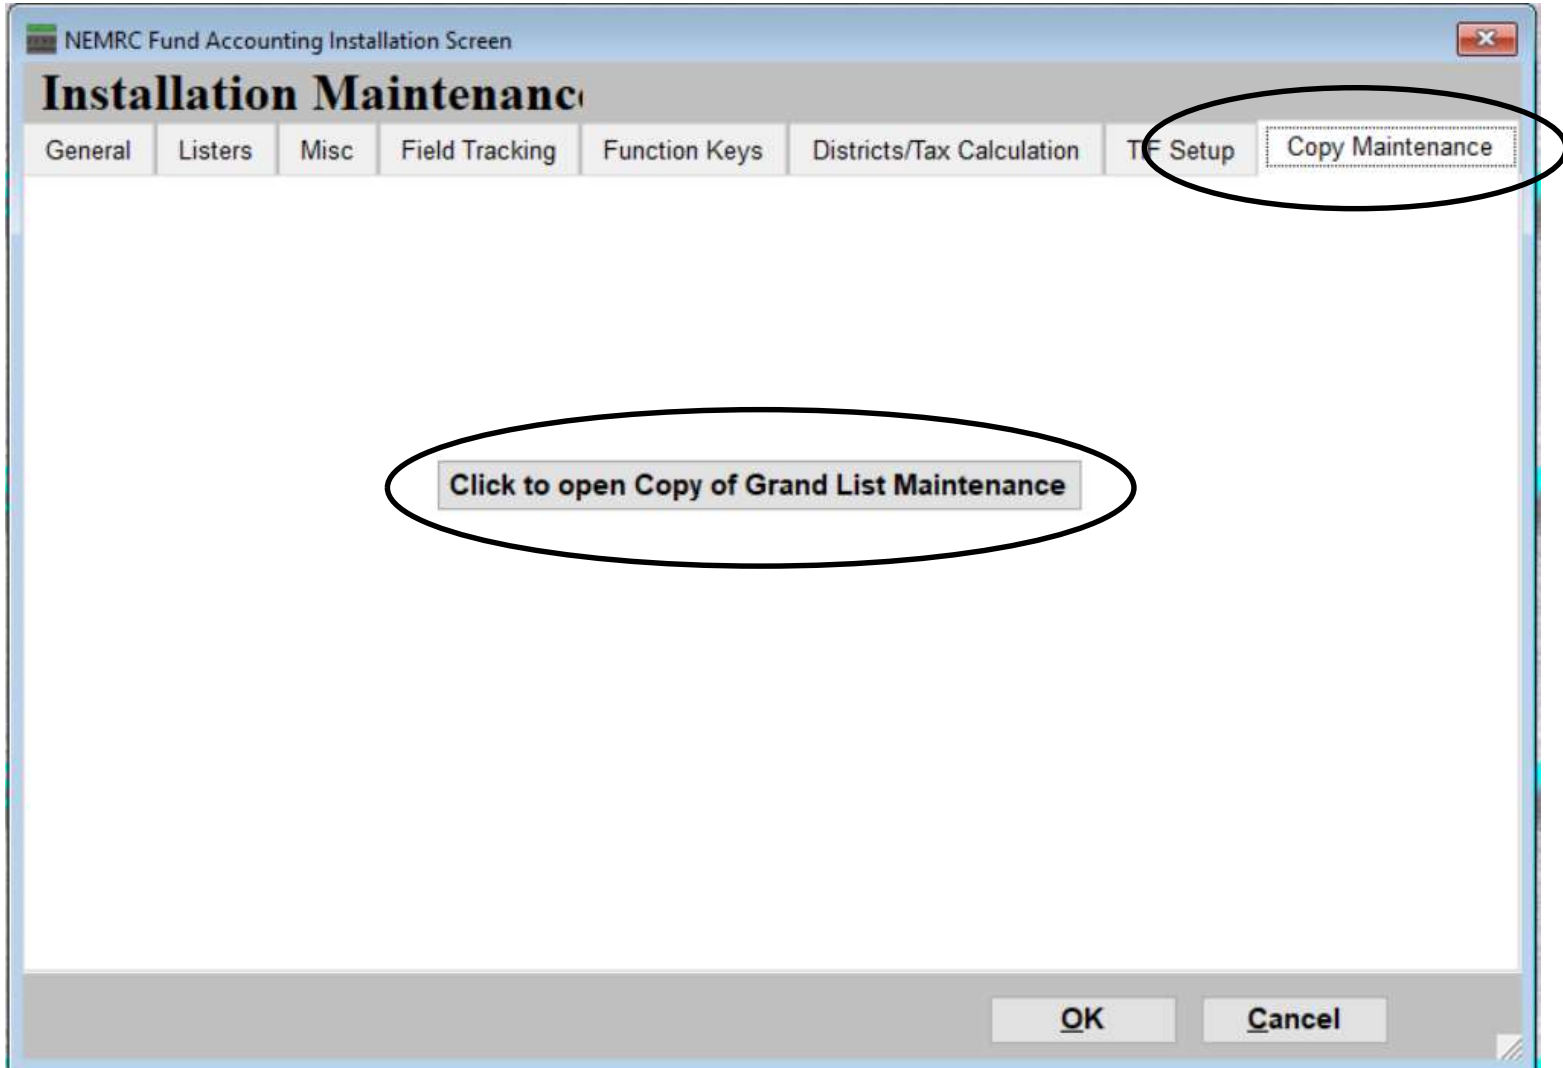 NEMRC Fund Accounting Installation Screen
Installation Maintenanc
General Listers Misc Field Tracking Function Keys Districts/Tax Calculation TIF Setup Copy Maintenance
Click to open Copy of Grand List Maintenance
OK Cancel